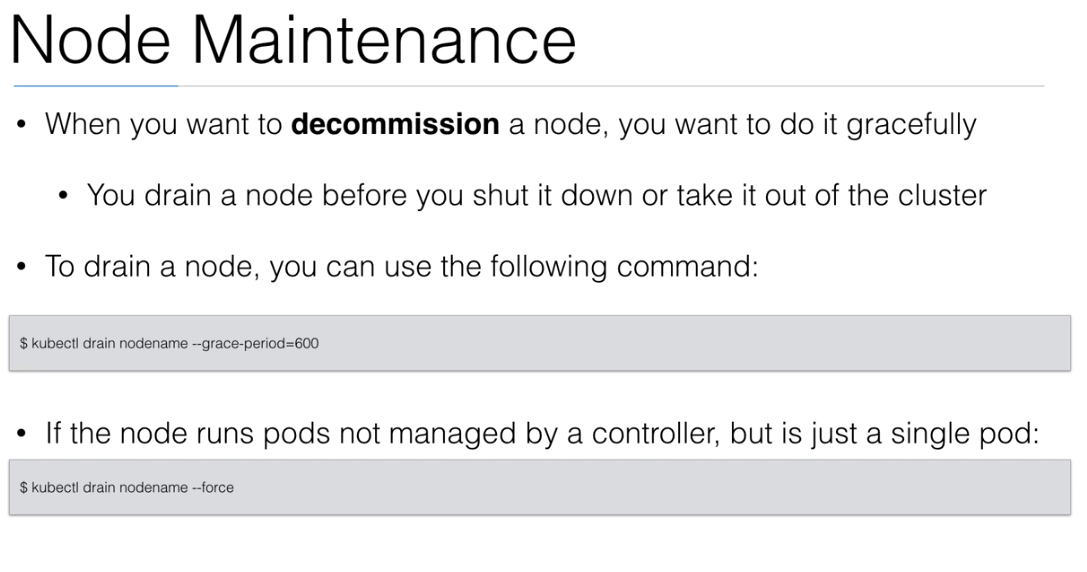 Node Maintenance
• When you want to decommission a node, you want to do it gracefully
• You drain a node before you shut it down or take it out of the cluster
• To drain a node, you can use the following command:
$ kubectl drain nodename --grace-period=600
• If the node runs pods not managed by a controller, but is just a single pod:
$ kubectl drain nodename --force